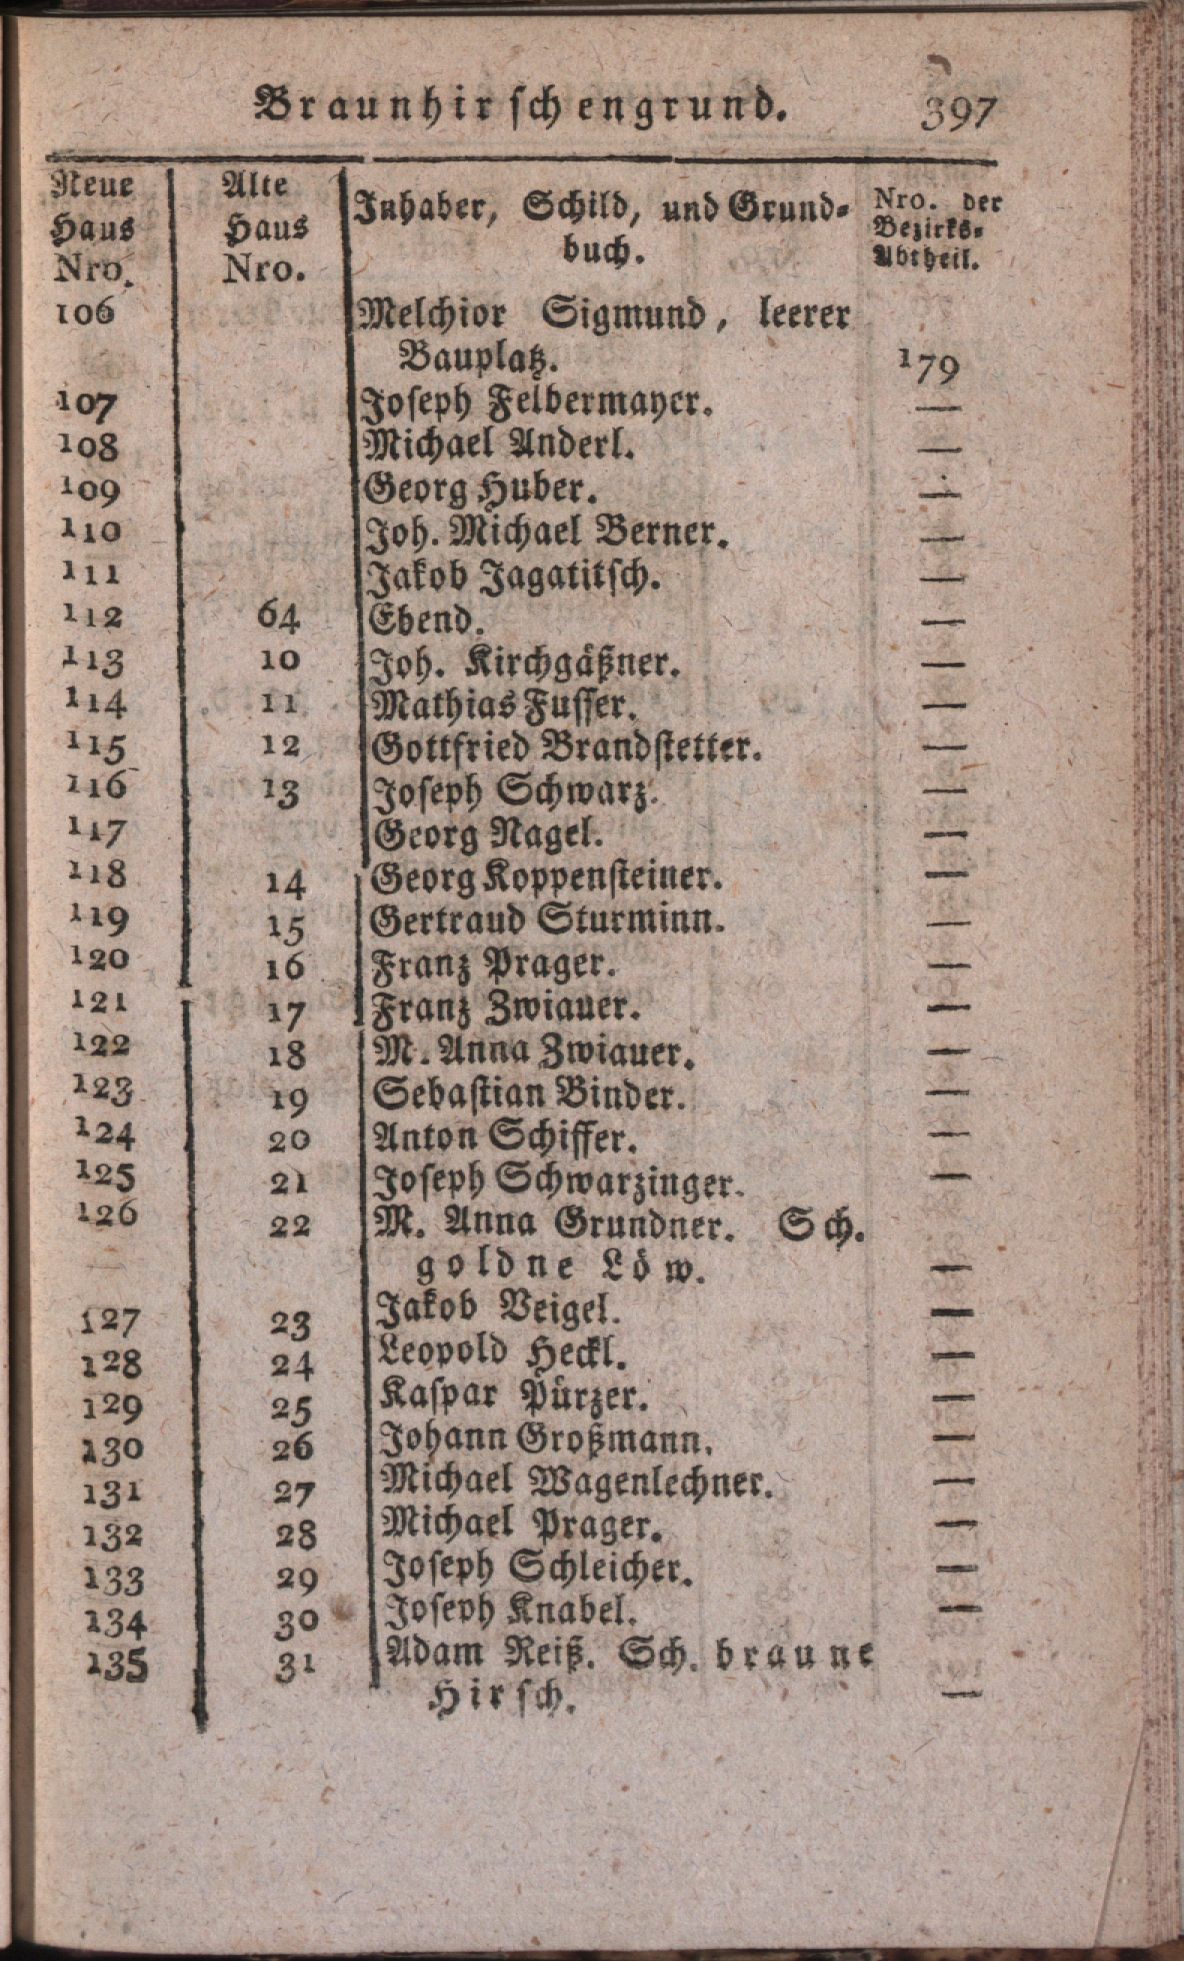 Braunhirschengrund. 397
Neue Haus Nro. Alte Haus Nro. Inhaber, Schild, und Grund-buch. Nro. der Bezirks-Abtheil.
106 Melchior Sigmund, leerer
Bauplatz. 179
107 Joseph Felbermayer. —
108 Michael Anderl. —
109 Georg Huber. —
110 Joh. Michael Berner. —
111 Jakob Jagatitsch. —
112 64 Ebend. —
113 10 Joh. Kirchgäßner. —
114 11 Mathias Fusser. —
115 12 Gottfried Brandstetter. —
116 13 Joseph Schwarz. —
117 Georg Nagel. —
118 14 Georg Koppensteiner. —
119 15 Gertraud Sturminn. —
120 16 Franz Prager. —
121 17 Franz Zwiauer. —
122 18 M. Anna Zwiauer. —
123 19 Sebastian Binder. —
124 20 Anton Schiffer. —
125 21 Joseph Schwarzinger. —
126 22 M. Anna Grundner. Sch.
goldne Löw. —
127 23 Jakob Veigel. —
128 24 Leopold Heckl. —
129 25 Kaspar Pürzer. —
130 26 Johann Großmann. —
131 27 Michael Wagenlechner. —
132 28 Michael Prager. —
133 29 Joseph Schleicher. —
134 30 Joseph Knabel. —
135 31 Adam Reiß. Sch. braune
Hirsch. —